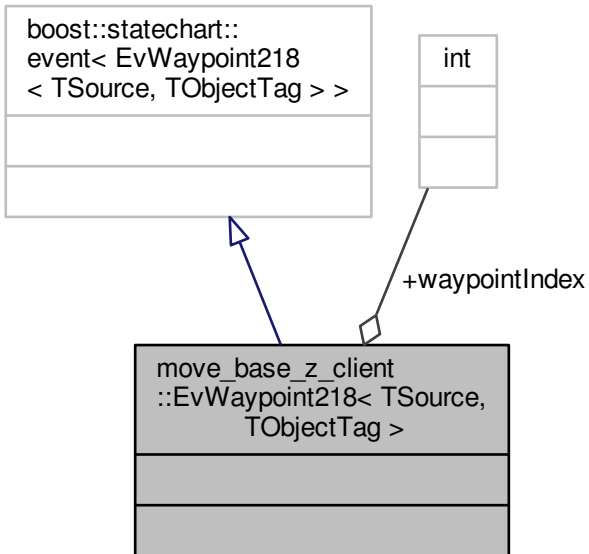 boost::statechart::
event< EvWaypoint218
< TSource, TObjectTag > >
int
+waypointIndex
move_base_z_client
::EvWaypoint218< TSource,
TObjectTag >